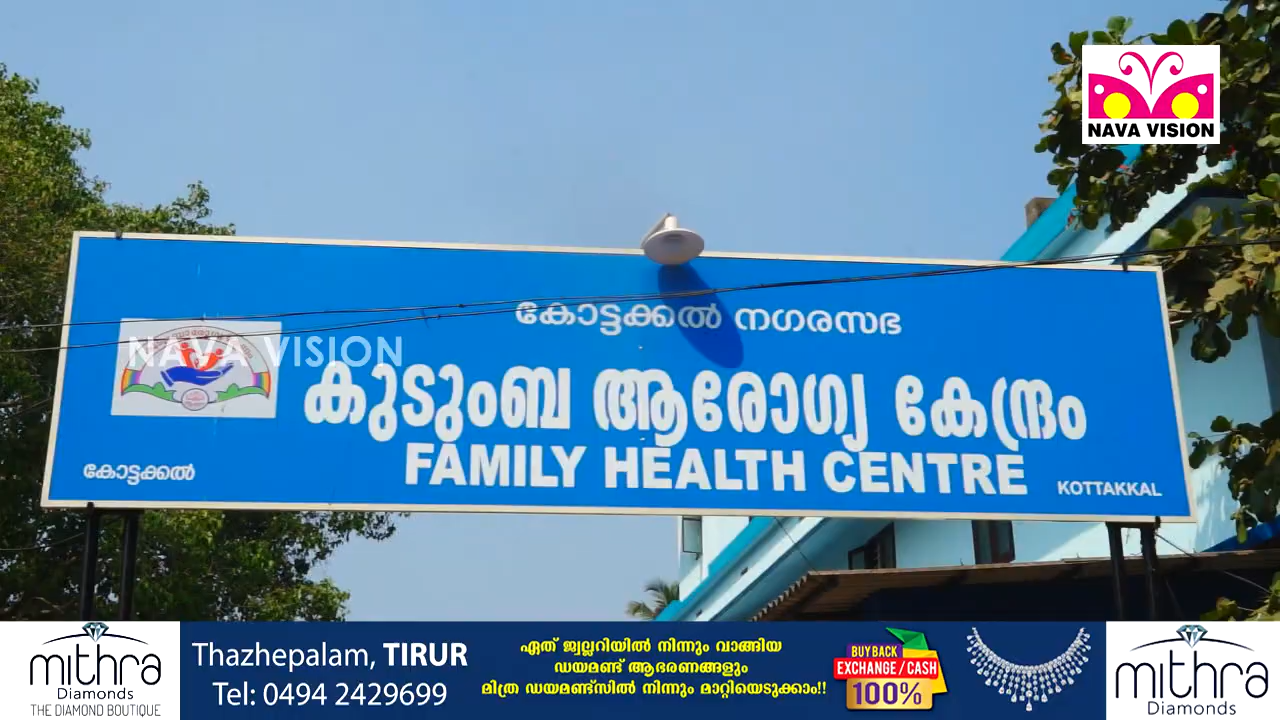 NAVA VISION
കോട്ടക്കൽ നഗരസഭ
NAVA VISION
കുടുംബ ആരോഗ്യ കേന്ദ്രം
FAMILY HEALTH CENTRE
കോട്ടക്കൽ
KOTTAKKAL
mithra
Diamonds
THE DIAMOND BOUTIQUE
Thazhepalam, TIRUR
Tel: 0494 2429699
ഏത് ജ്വല്ലറിയിൽ നിന്നും വാങ്ങിയ
ഡയമണ്ട് ആഭരണങ്ങളും
മിത്ര ഡയമണ്ട്സിൽ നിന്നും മാറ്റിയെടുക്കാം!!
BUY BACK
EXCHANGE / CASH
100%
mithra
Diamonds